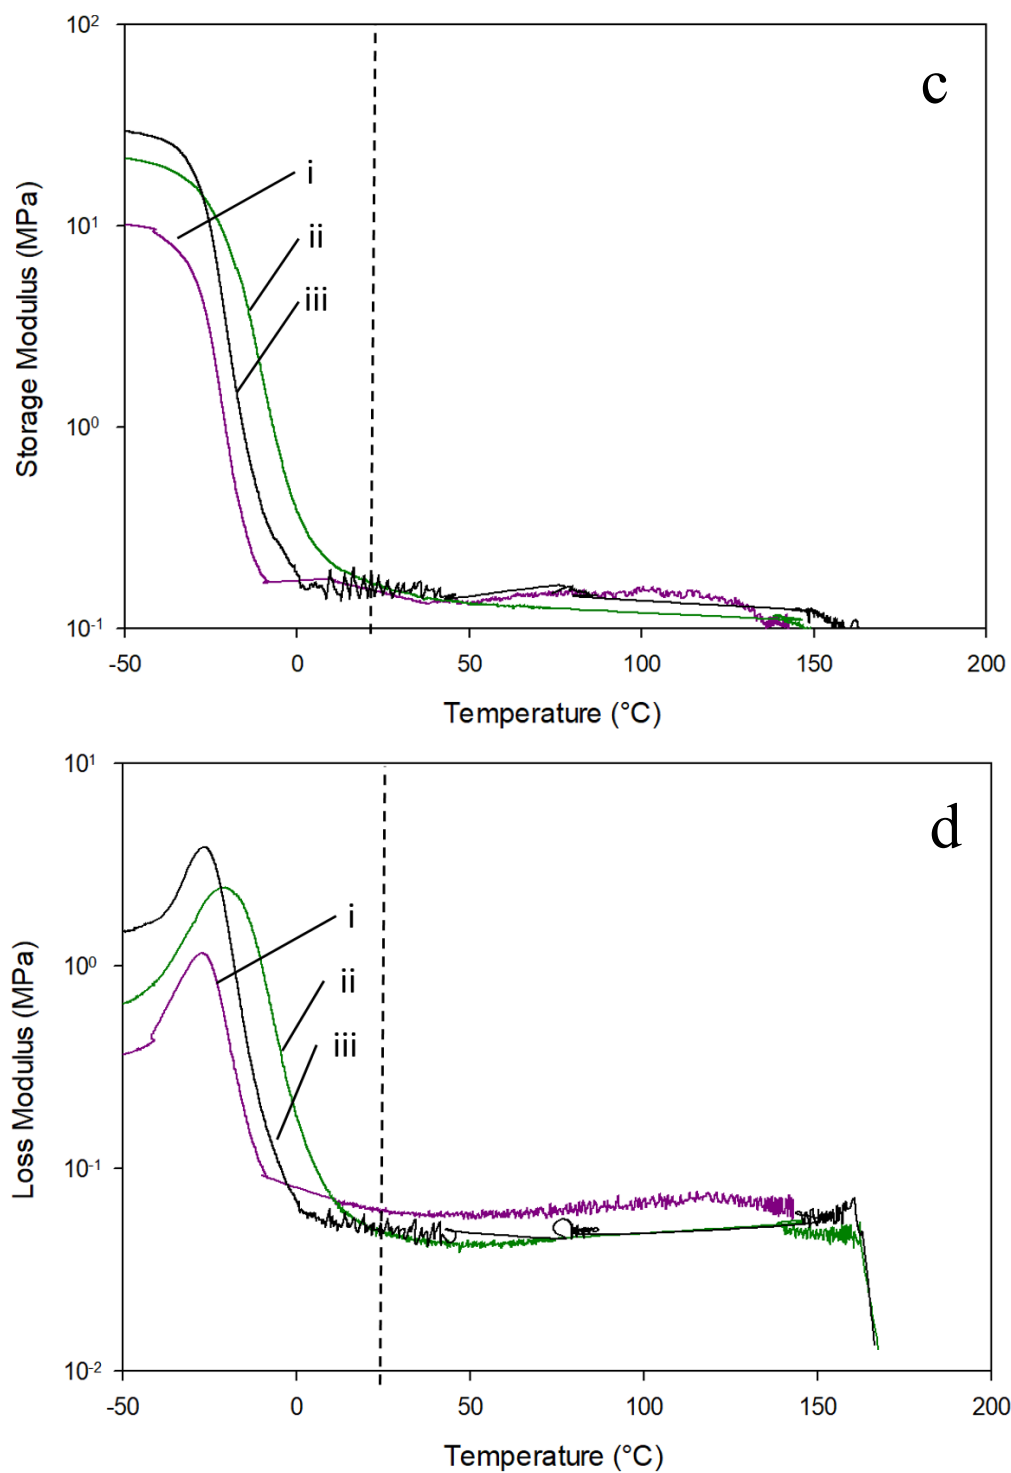 10²
c
i
ii
iii
10¹
10⁰
10⁻¹
Storage Modulus (MPa)
-50 0 50 100 150 200
Temperature (°C)
10¹
d
i
ii
iii
10⁰
10⁻¹
10⁻²
Loss Modulus (MPa)
-50 0 50 100 150 200
Temperature (°C)